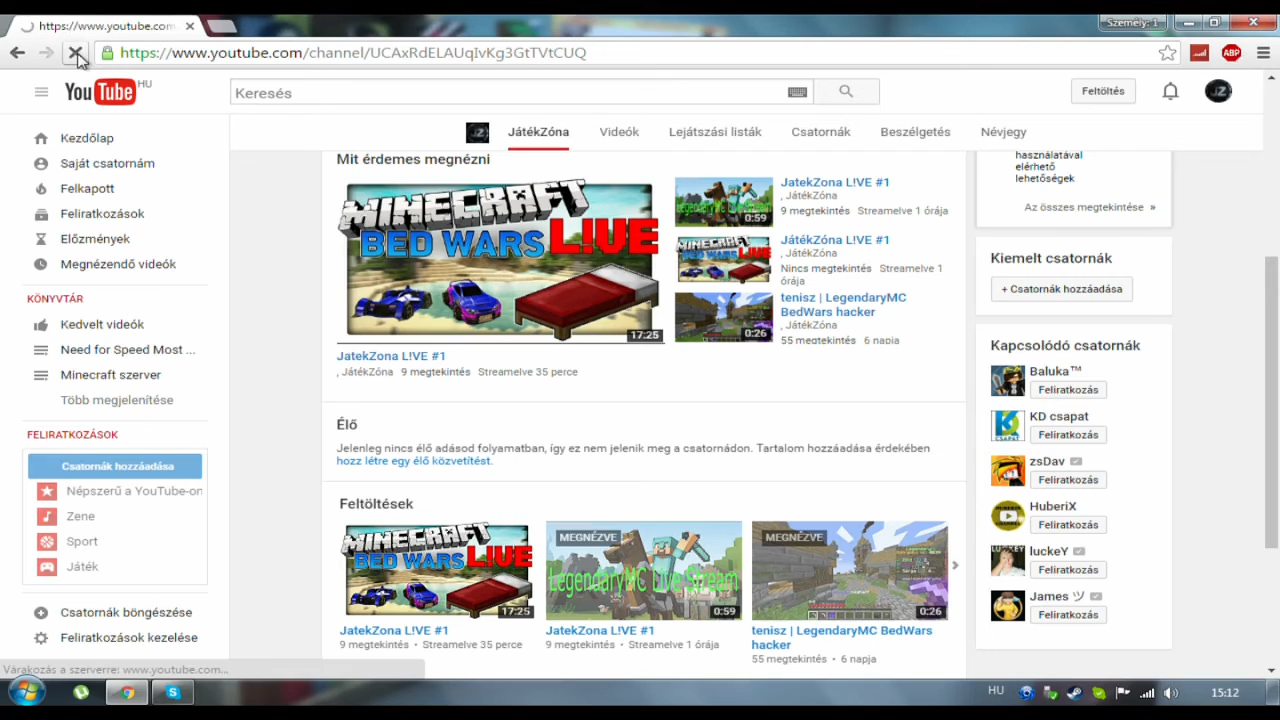 https://www.youtube.com
Személy: 1
https://www.youtube.com/channel/UCAxRdELAUqIvKg3GtTVtCUQ
ABP
YouTube HU
Keresés
Feltöltés
JátékZóna Videók Lejátszási listák Csatornák Beszélgetés Névjegy
Kezdőlap
Saját csatornám
Felkapott
Feliratkozások
Előzmények
Megnézendő videók
KÖNYVTÁR
Kedvelt videók
Need for Speed Most ...
Minecraft szerver
Több megjelenítése
FELIRATKOZÁSOK
Csatornák hozzáadása
Népszerű a YouTube-on
Zene
Sport
Játék
Csatornák böngészése
Feliratkozások kezelése
Mit érdemes megnézni
MINECRAFT
BED WARS L!VE
17:25
JatekZona L!VE #1
, JátékZóna 9 megtekintés Streamelve 35 perce
LegendaryMC Live Stream
0:59
JatekZona L!VE #1
, JátékZóna
9 megtekintés Streamelve 1 órája
MINECRAFT
BED WARS LIVE
JátékZóna L!VE #1
, JátékZóna
Nincs megtekintés Streamelve 1
órája
0:26
tenisz | LegendaryMC
BedWars hacker
, JátékZóna
55 megtekintés 6 napja
Élő
Jelenleg nincs élő adásod folyamatban, így ez nem jelenik meg a csatornádon. Tartalom hozzáadása érdekében
hozz létre egy élő közvetítést.
Feltöltések
MINECRAFT
BED WARS LIVE
17:25
JatekZona L!VE #1
9 megtekintés • Streamelve 35 perce
MEGNÉZVE
LegendaryMC Live Stream
0:59
JatekZona L!VE #1
9 megtekintés • Streamelve 1 órája
MEGNÉZVE
0:26
tenisz | LegendaryMC BedWars
hacker
55 megtekintés • 6 napja
használatával
elérhető
lehetőségek
Az összes megtekintése »
Kiemelt csatornák
+ Csatornák hozzáadása
Kapcsolódó csatornák
Baluka™
Feliratkozás
KD csapat
Feliratkozás
zsDav
Feliratkozás
HuberiX
Feliratkozás
luckeY
Feliratkozás
James ツ
Feliratkozás
Várakozás a szerverre: www.youtube.com...
HU
15:12